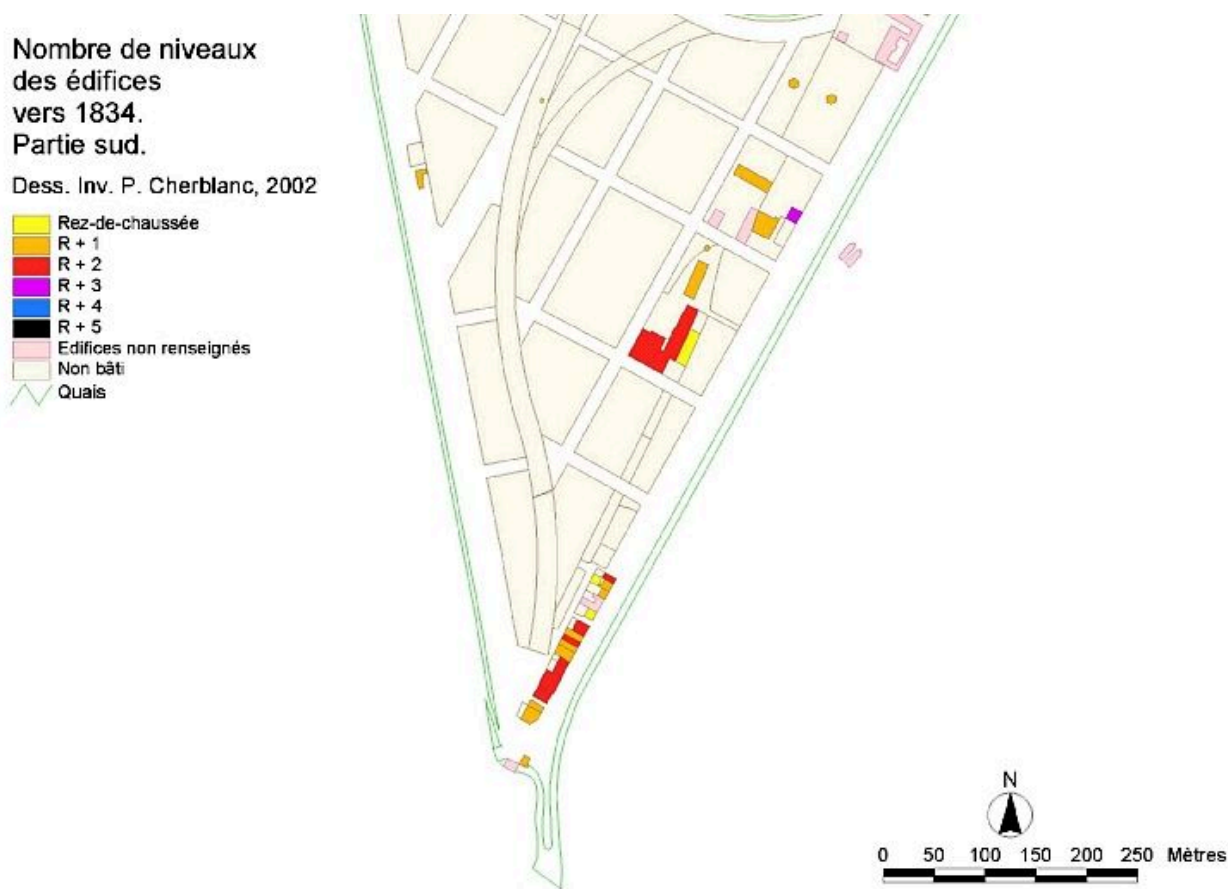 Nombre de niveaux
des édifices
vers 1834.
Partie sud.
Dess. Inv. P. Cherblanc, 2002
Rez-de-chaussée
R + 1
R + 2
R + 3
R + 4
R + 5
Edifices non renseignés
Non bâti
Quais
N
0 50 100 150 200 250 Mètres